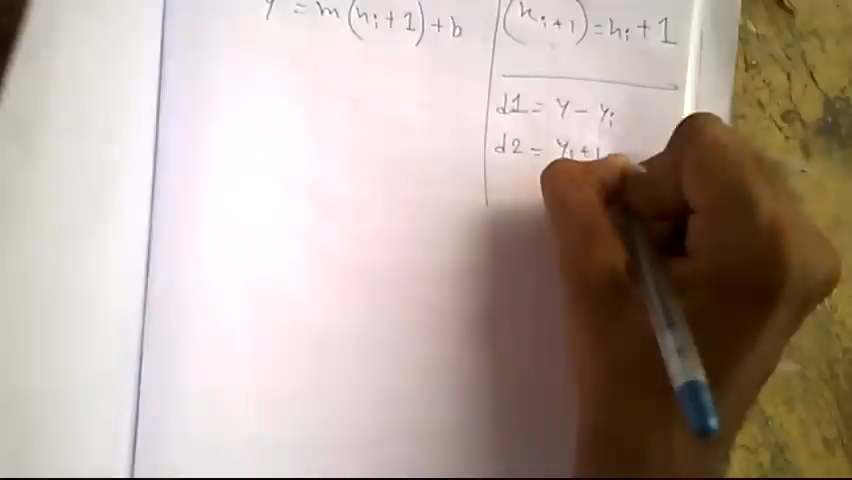 y = m(xi+1)+b
(xi+1) = xi+1
d1 = y - yi
d2 = yi+1